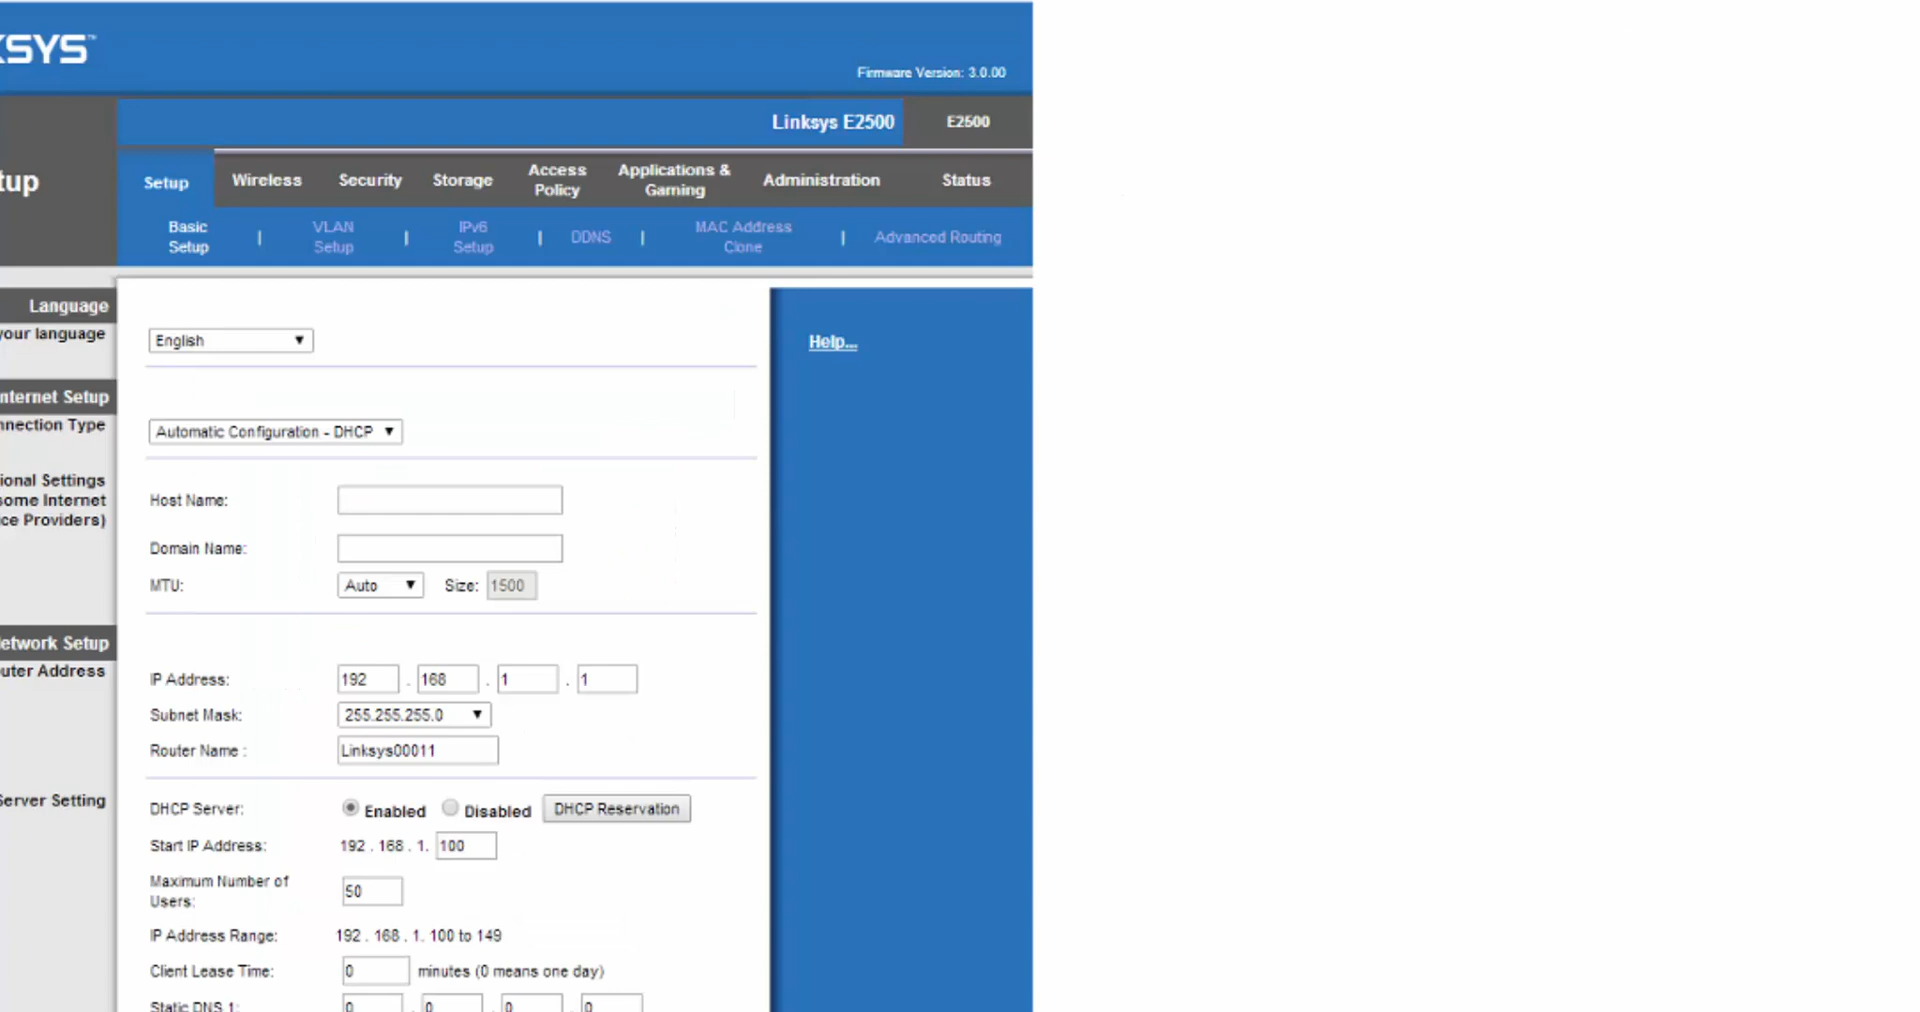 KSYS™
Firmware Version: 3.0.00
Linksys E2500
E2500
tup
Setup
Wireless
Security
Storage
Access
Policy
Applications &
Gaming
Administration
Status
Basic
Setup
|
VLAN
Setup
|
IPv6
Setup
|
DDNS
|
MAC Address
Clone
|
Advanced Routing
Language
your language
English
Help...
nternet Setup
nnection Type
Automatic Configuration - DHCP
ional Settings
some Internet
ice Providers)
Host Name:
Domain Name:
MTU:
Auto
Size: 1500
etwork Setup
uter Address
IP Address:
192 . 168 . 1 . 1
Subnet Mask:
255.255.255.0
Router Name :
Linksys00011
Server Setting
DHCP Server:
Enabled
Disabled
DHCP Reservation
Start IP Address:
192 . 168 . 1. 100
Maximum Number of
Users:
50
IP Address Range:
192 . 168 . 1. 100 to 149
Client Lease Time:
0 minutes (0 means one day)
Static DNS 1:
0 . 0 . 0 . 0